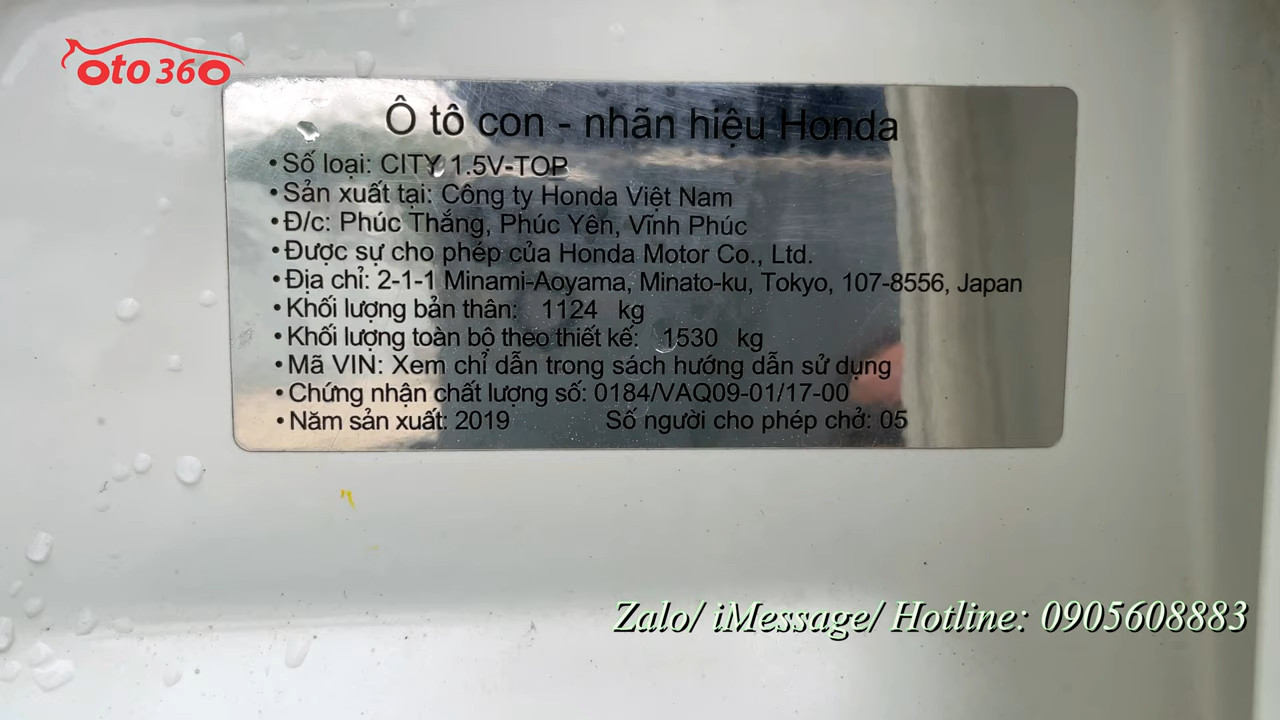 oto360
Ô tô con - nhãn hiệu Honda
• Số loại: CITY 1.5V-TOP
• Sản xuất tại: Công ty Honda Việt Nam
• Đ/c: Phúc Thắng, Phúc Yên, Vĩnh Phúc
• Được sự cho phép của Honda Motor Co., Ltd.
• Địa chỉ: 2-1-1 Minami-Aoyama, Minato-ku, Tokyo, 107-8556, Japan
• Khối lượng bản thân: 1124 kg
• Khối lượng toàn bộ theo thiết kế: 1530 kg
• Mã VIN: Xem chỉ dẫn trong sách hướng dẫn sử dụng
• Chứng nhận chất lượng số: 0184/VAQ09-01/17-00
• Năm sản xuất: 2019 Số người cho phép chở: 05
Zalo/ iMessage/ Hotline: 0905608883